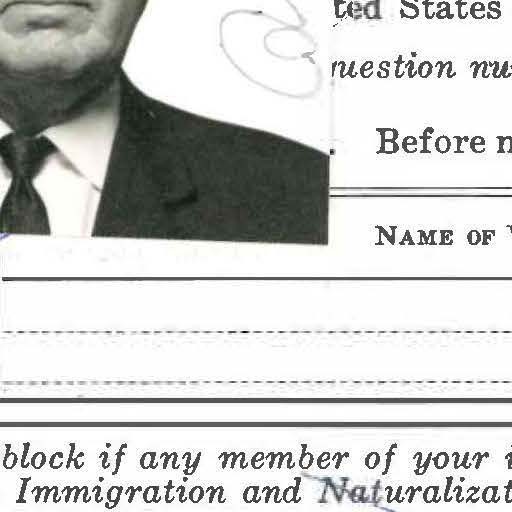 ted States
uestion nu
Before
NAME OF
block if any member of your
Immigration and Naturalizat